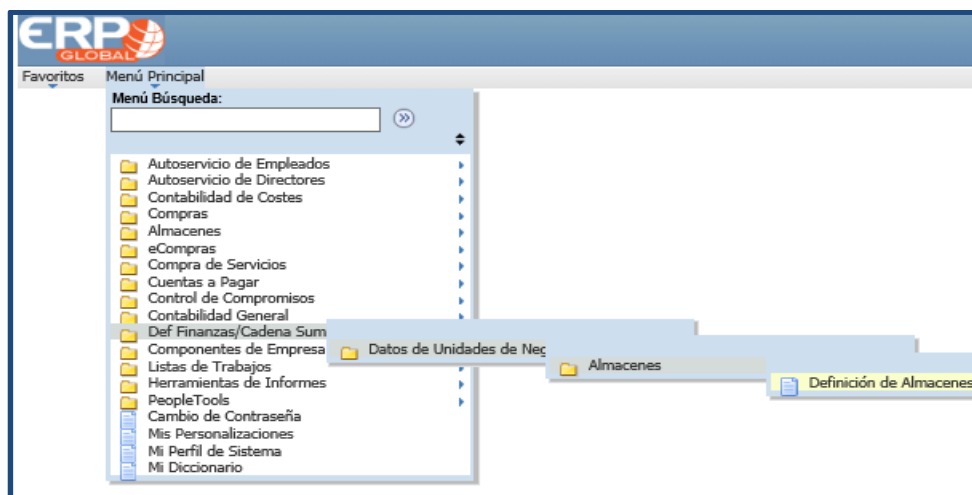 ERP
GLOBAL
Favoritos Menú Principal
Menú Búsqueda:
Autoservicio de Empleados
Autoservicio de Directores
Contabilidad de Costes
Compras
Almacenes
eCompras
Compra de Servicios
Cuentas a Pagar
Control de Compromisos
Contabilidad General
Def Finanzas/Cadena Sum
Componentes de Empresa Datos de Unidades de Neg
Listas de Trabajos Almacenes
Herramientas de Informes Definición de Almacenes
PeopleTools
Cambio de Contraseña
Mis Personalizaciones
Mi Perfil de Sistema
Mi Diccionario